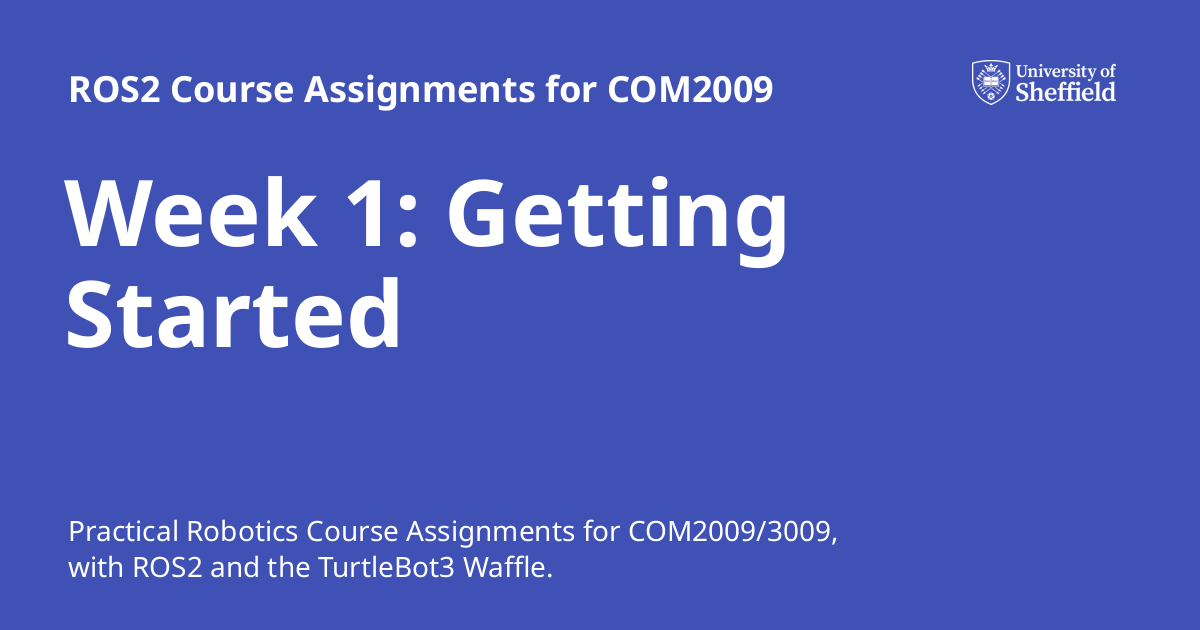 ROS2 Course Assignments for COM2009
University of
Sheffield
Week 1: Getting
Started
Practical Robotics Course Assignments for COM2009/3009,
with ROS2 and the TurtleBot3 Waffle.